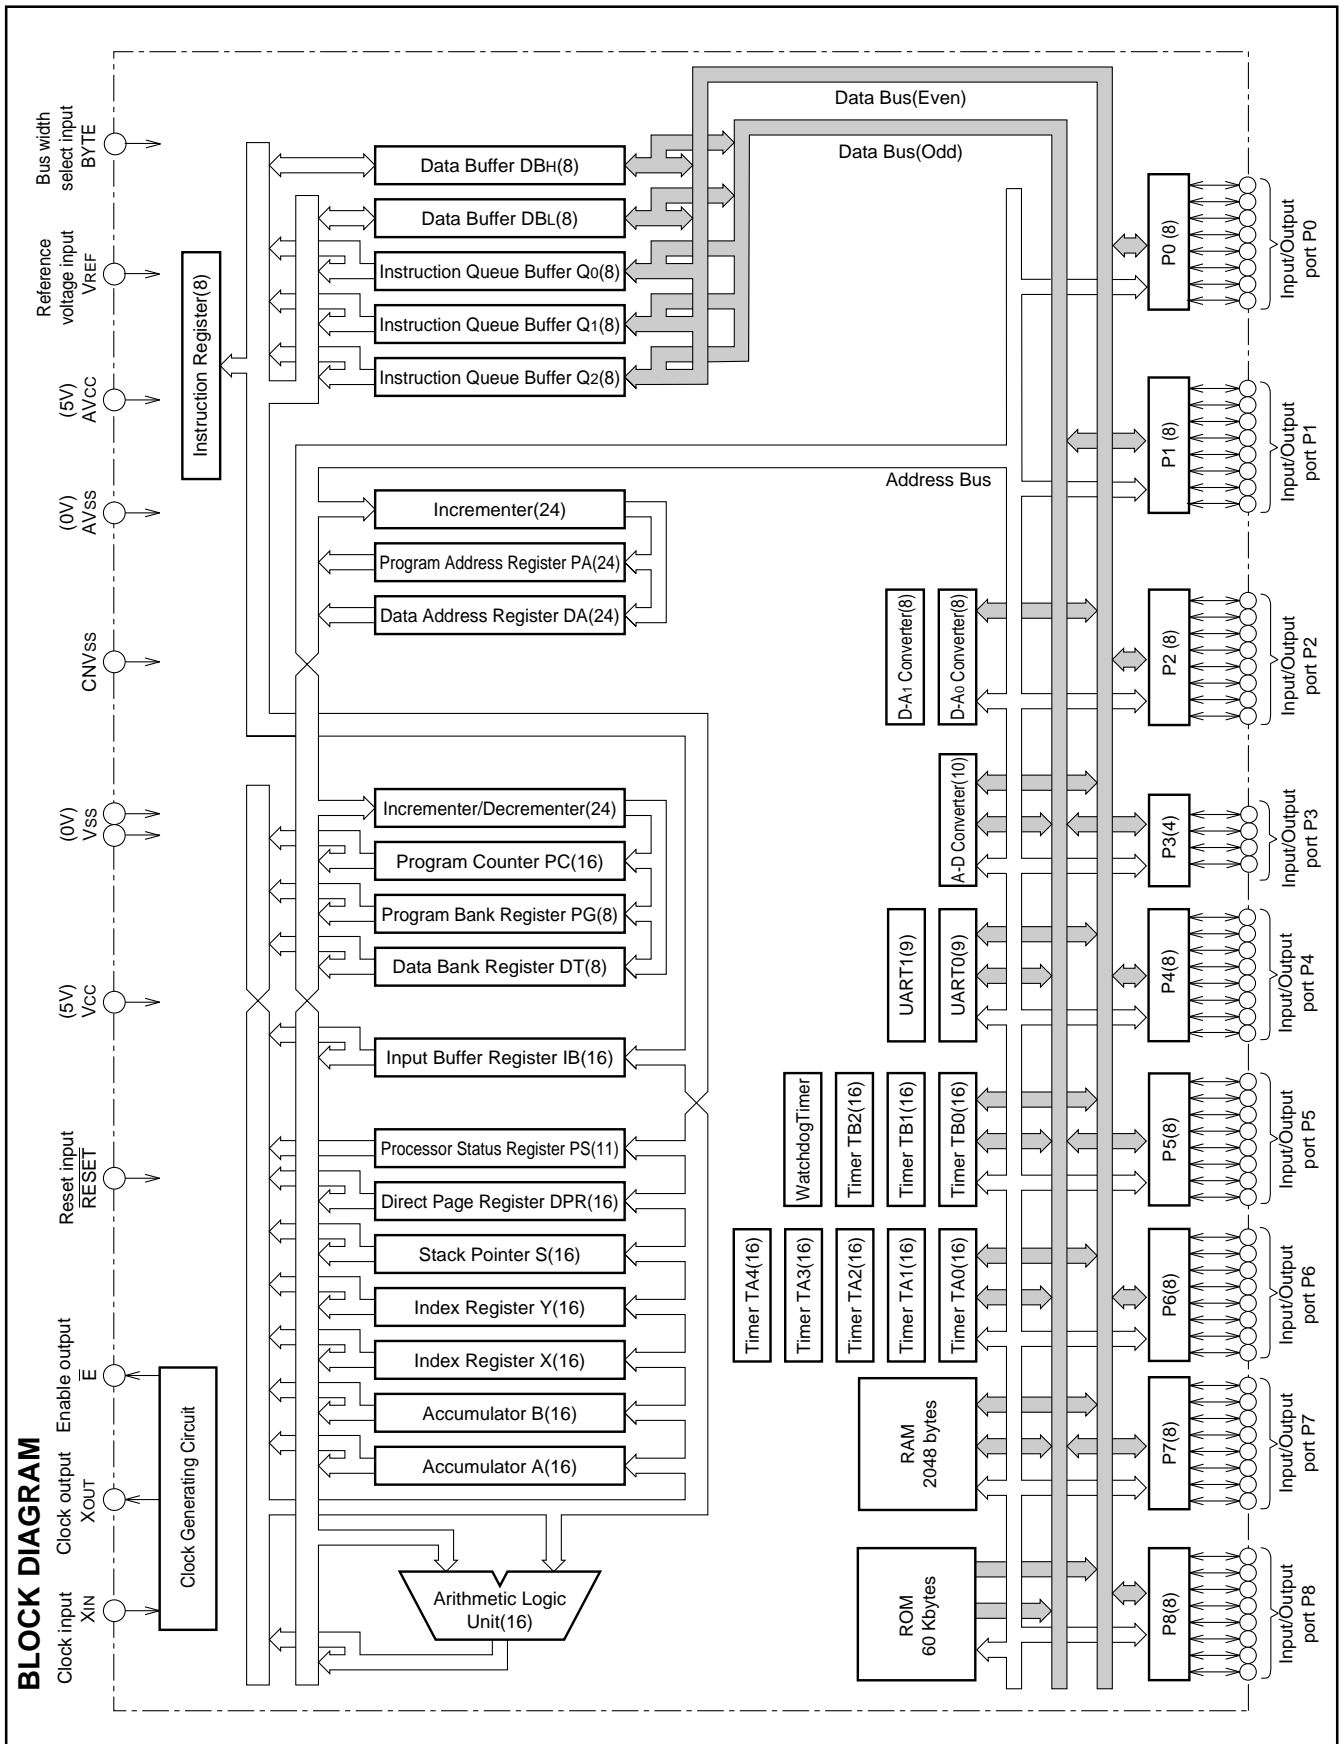 BLOCK DIAGRAM
Clock input
XIN
Clock output
XOUT
Enable output
E
Reset input
RESET
(5V)
VCC
(0V)
VSS
CNVSS
(0V)
AVSS
(5V)
AVCC
Reference
voltage input
VREF
Bus width
select input
BYTE
Clock Generating Circuit
Instruction Register(8)
Data Buffer DBH(8)
Data Buffer DBL(8)
Instruction Queue Buffer Q0(8)
Instruction Queue Buffer Q1(8)
Instruction Queue Buffer Q2(8)
Incrementer(24)
Program Address Register PA(24)
Data Address Register DA(24)
Incrementer/Decrementer(24)
Program Counter PC(16)
Program Bank Register PG(8)
Data Bank Register DT(8)
Input Buffer Register IB(16)
Processor Status Register PS(11)
Direct Page Register DPR(16)
Stack Pointer S(16)
Index Register Y(16)
Index Register X(16)
Accumulator B(16)
Accumulator A(16)
Arithmetic Logic
Unit(16)
Data Bus(Even)
Data Bus(Odd)
Address Bus
D-A1 Converter(8)
D-A0 Converter(8)
A-D Converter(10)
UART1(9)
UART0(9)
WatchdogTimer
Timer TB2(16)
Timer TB1(16)
Timer TB0(16)
Timer TA4(16)
Timer TA3(16)
Timer TA2(16)
Timer TA1(16)
Timer TA0(16)
RAM
2048 bytes
ROM
60 Kbytes
P0 (8)
P1 (8)
P2 (8)
P3(4)
P4(8)
P5(8)
P6(8)
P7(8)
P8(8)
Input/Output
port P0
Input/Output
port P1
Input/Output
port P2
Input/Output
port P3
Input/Output
port P4
Input/Output
port P5
Input/Output
port P6
Input/Output
port P7
Input/Output
port P8